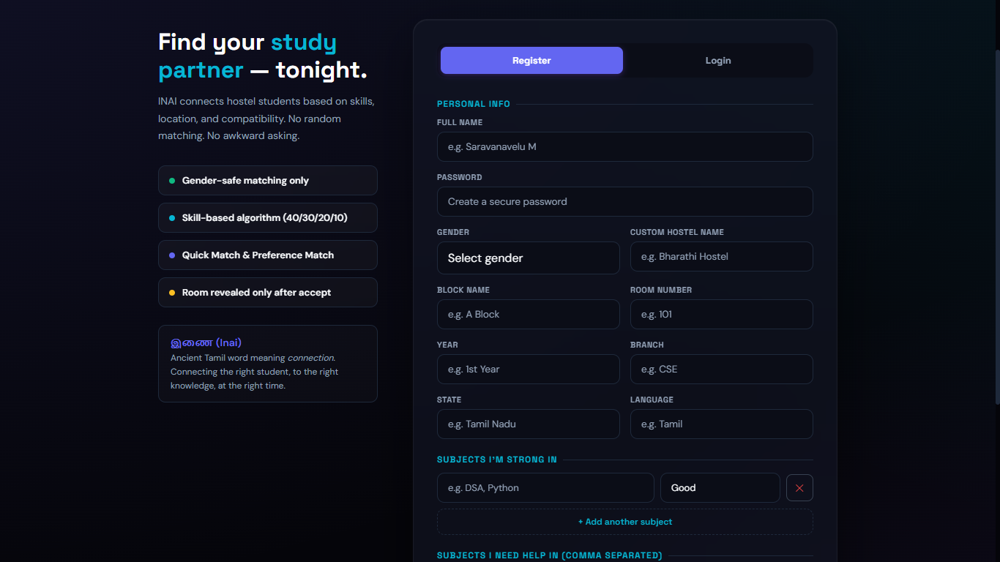 Find your study
partner — tonight.
INAI connects hostel students based on skills,
location, and compatibility. No random
matching. No awkward asking.
Gender-safe matching only
Skill-based algorithm (40/30/20/10)
Quick Match & Preference Match
Room revealed only after accept
இணை (Inai)
Ancient Tamil word meaning connection.
Connecting the right student, to the right
knowledge, at the right time.
Register
Login
PERSONAL INFO
FULL NAME
e.g. Saravanavelu M
PASSWORD
Create a secure password
GENDER
CUSTOM HOSTEL NAME
Select gender
e.g. Bharathi Hostel
BLOCK NAME
ROOM NUMBER
e.g. A Block
e.g. 101
YEAR
BRANCH
e.g. 1st Year
e.g. CSE
STATE
LANGUAGE
e.g. Tamil Nadu
e.g. Tamil
SUBJECTS I'M STRONG IN
e.g. DSA, Python
Good
+ Add another subject
SUBJECTS I NEED HELP IN (COMMA SEPARATED)